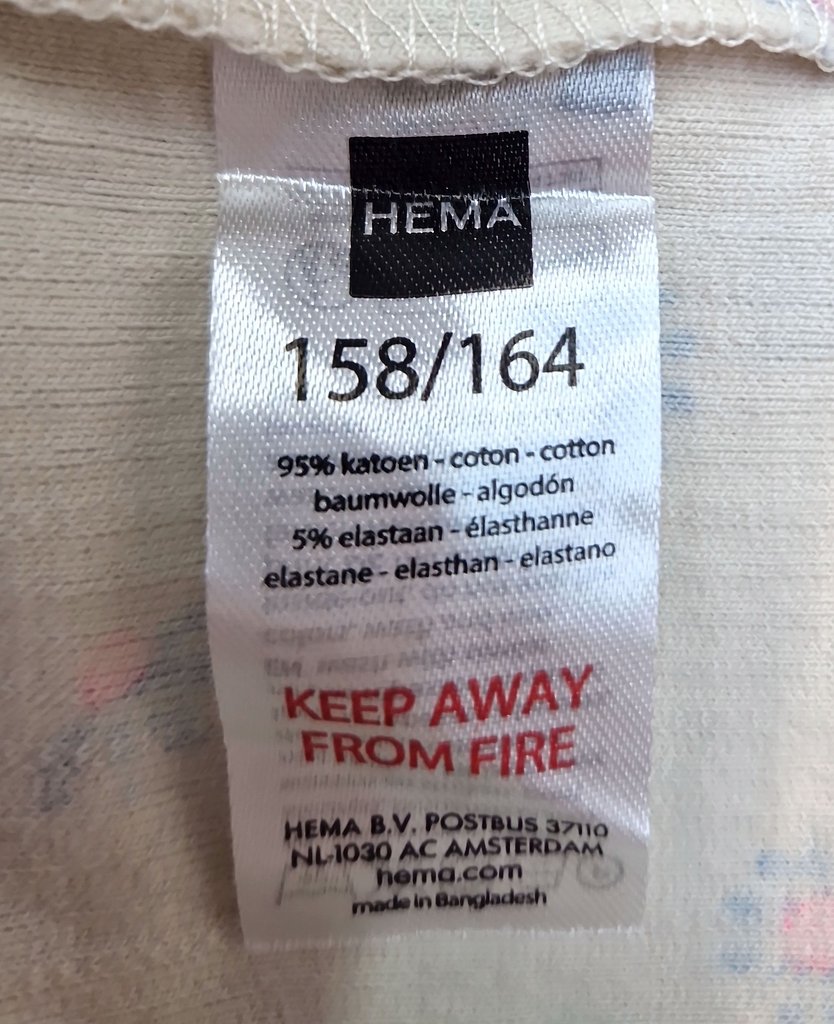 HEMA
158/164
95% katoen - coton - cotton
baumwolle - algodón
5% elastaan - élasthanne
elastane - elasthan - elastano
KEEP AWAY
FROM FIRE
HEMA B.V. POSTBUS 37110
NL-1030 AC AMSTERDAM
hema.com
made in Bangladesh